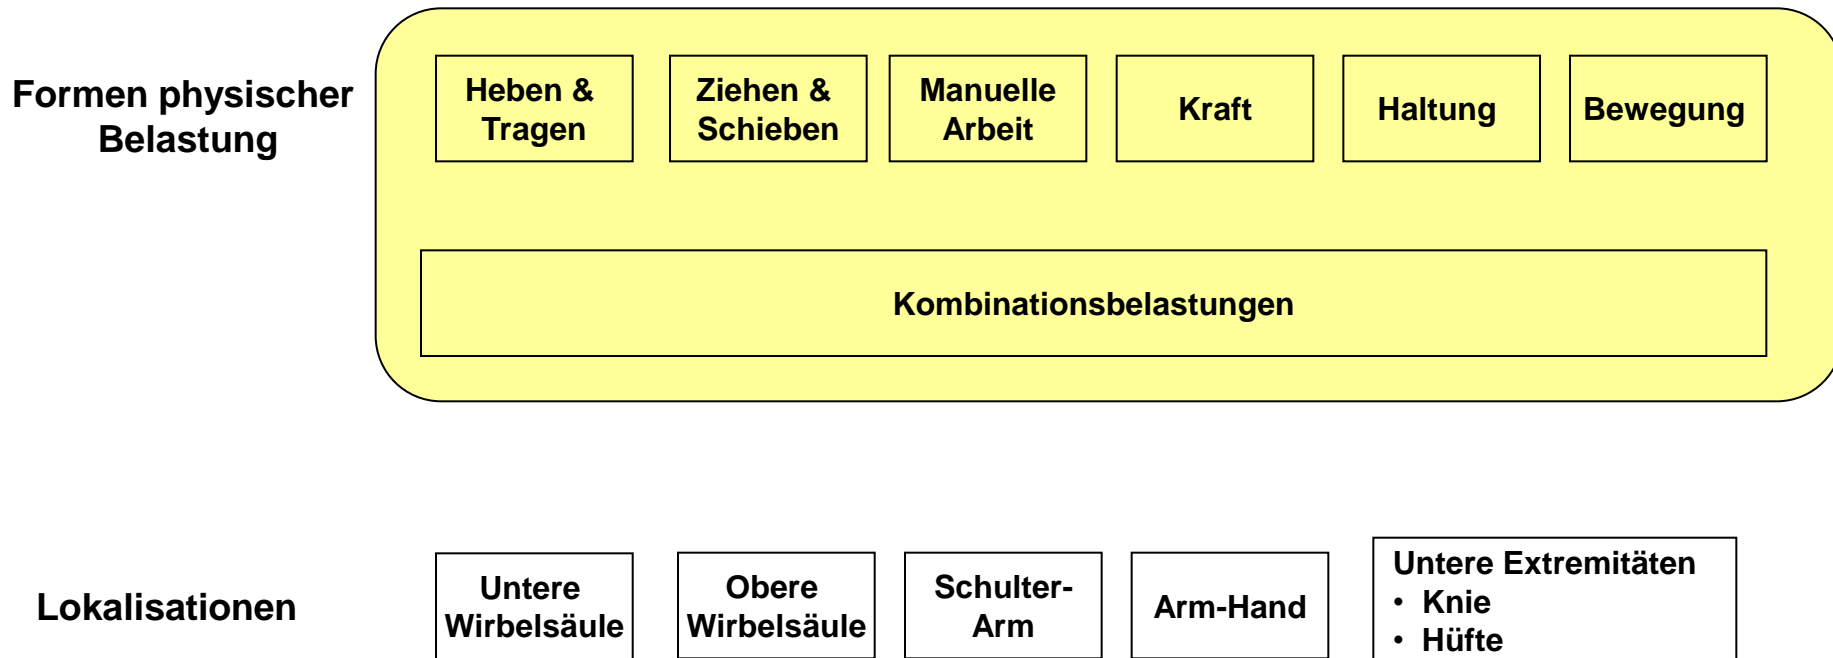 Formen physischer
Belastung
Heben &
Tragen
Ziehen &
Schieben
Manuelle
Arbeit
Kraft
Haltung
Bewegung
Kombinationsbelastungen
Lokalisationen
Untere
Wirbelsäule
Obere
Wirbelsäule
Schulter-
Arm
Arm-Hand
Untere Extremitäten
• Knie
• Hüfte